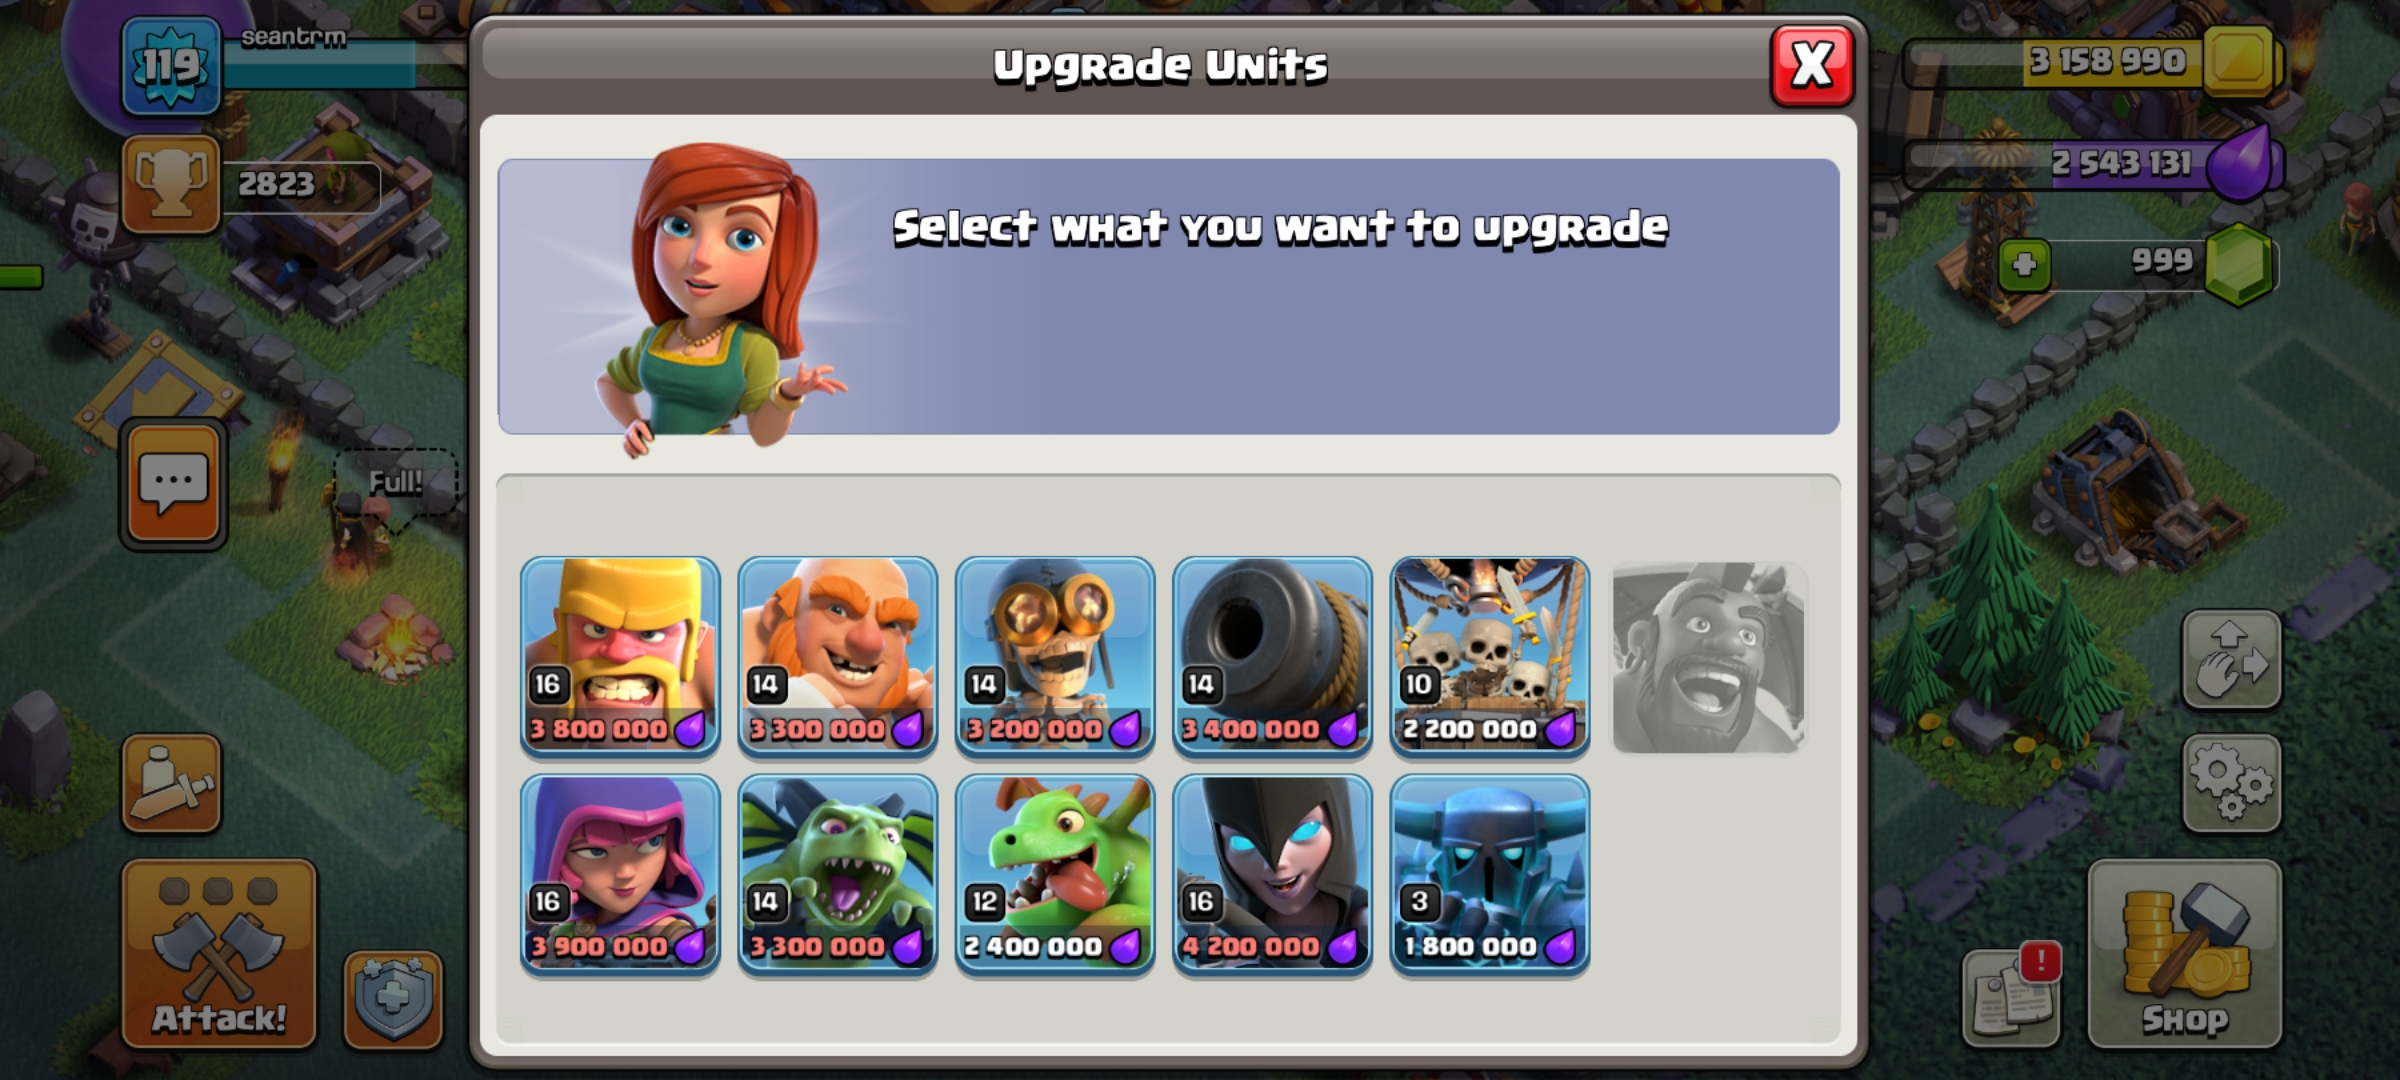 119
seantrm
Upgrade Units
X
3 158 990
2823
2 543 131
Select what you want to upgrade
999
Full!
16
3 800 000
14
3 300 000
14
3 200 000
14
3 400 000
10
2 200 000
16
3 900 000
14
3 300 000
12
2 400 000
16
4 200 000
3
1 800 000
Attack!
!
Shop